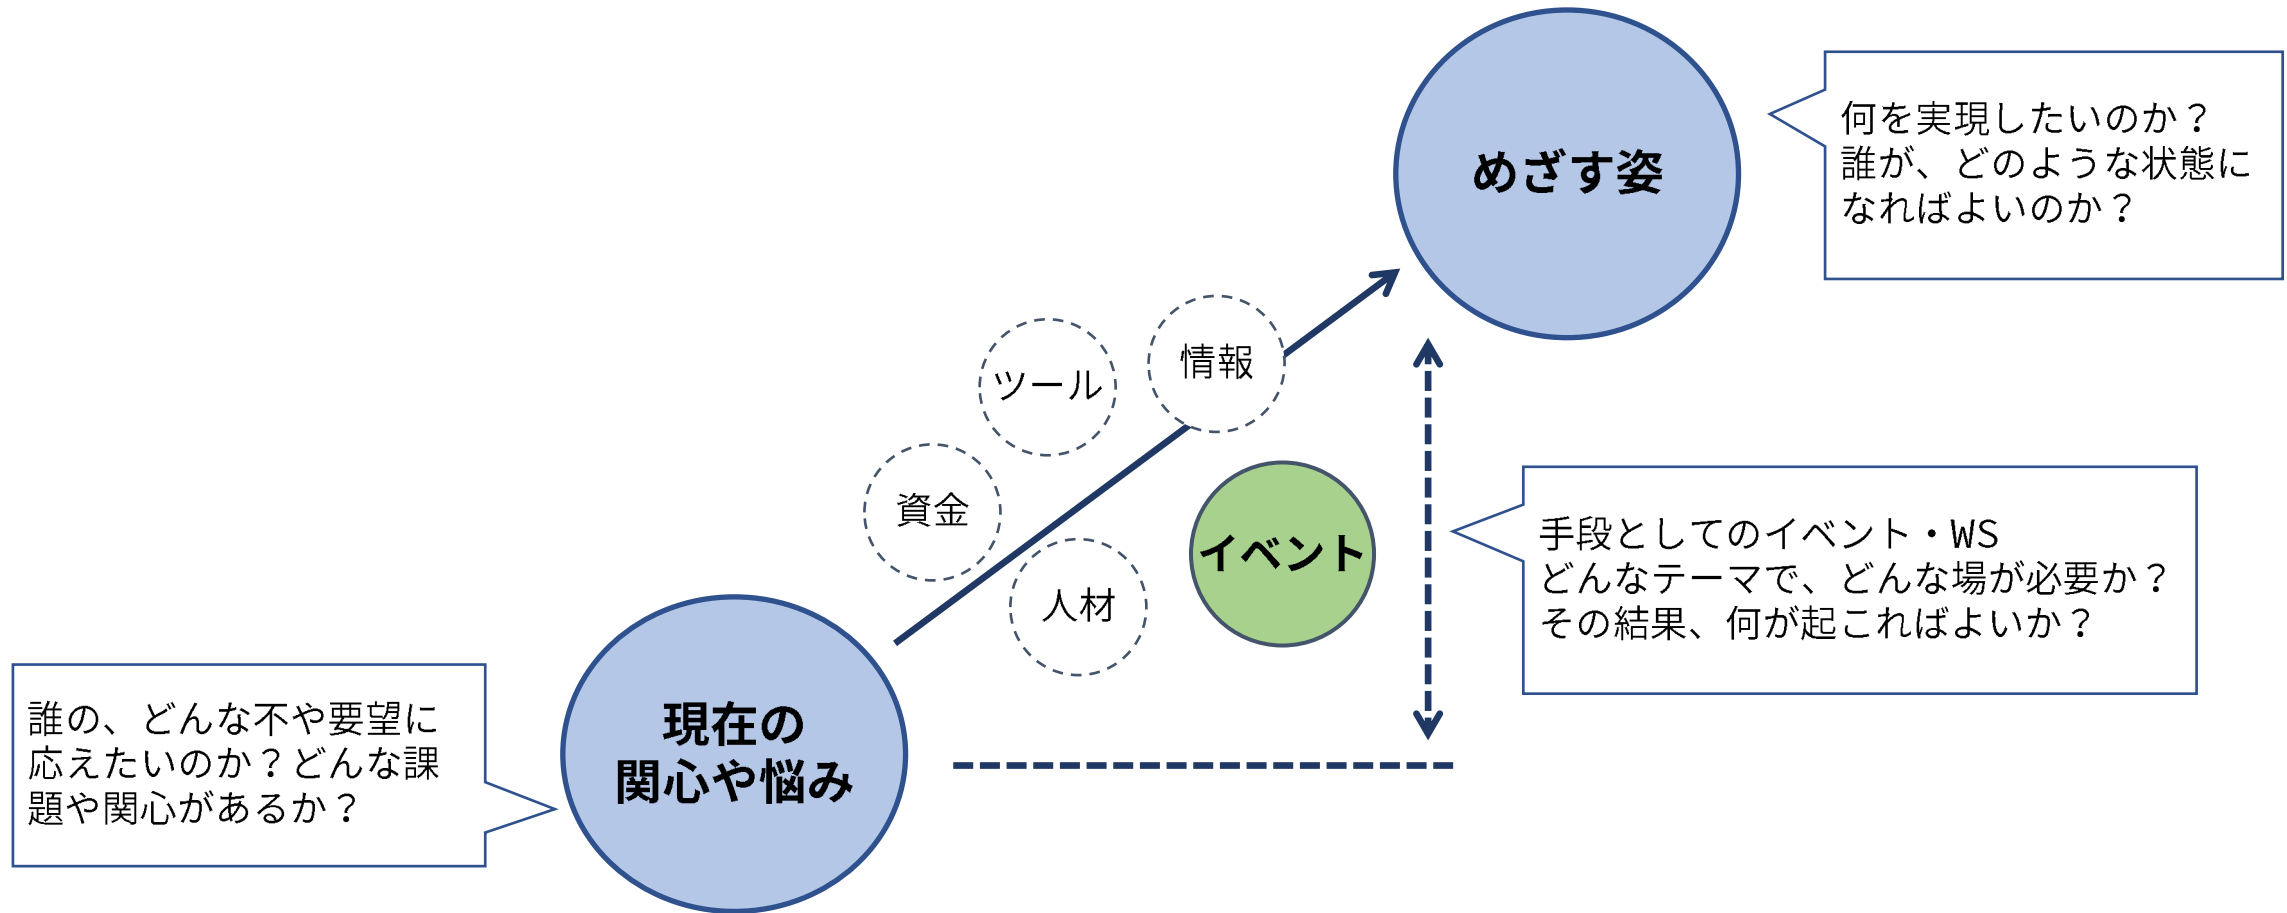 めざす姿
何を実現したいのか？
誰が、どのような状態に
なればよいのか？
情報
ツール
資金
人材
イベント
手段としてのイベント・WS
どんなテーマで、どんな場が必要か？
その結果、何が起こればよいか？
現在の
関心や悩み
誰の、どんな不や要望に
応えたいのか？どんな課
題や関心があるか？